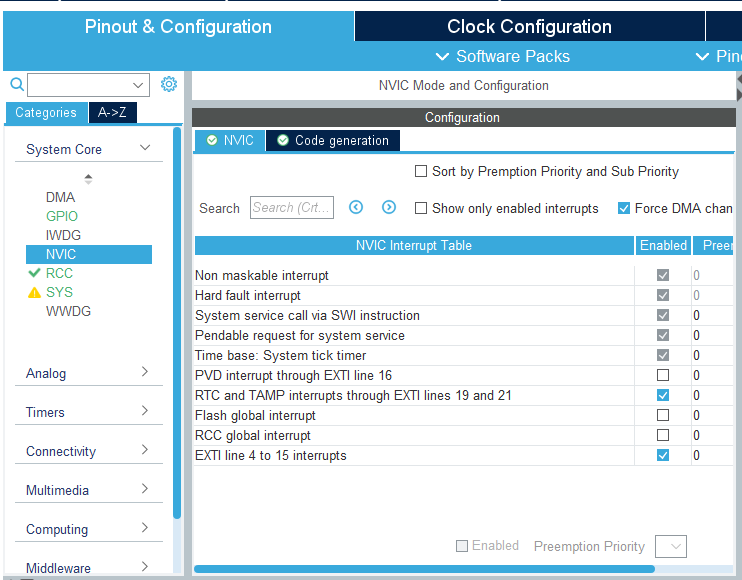 Pinout & Configuration
Clock Configuration
Software Packs
NVIC Mode and Configuration
Categories
A->Z
Configuration
NVIC
Code generation
System Core
Sort by Premption Priority and Sub Priority
Search
Search (Crt...
Show only enabled interrupts
Force DMA chan
DMA
GPIO
IWDG
NVIC
RCC
SYS
WWDG
NVIC Interrupt Table Enabled
Non maskable interrupt 0
Hard fault interrupt 0
System service call via SWI instruction 0
Pendable request for system service 0
Time base: System tick timer 0
PVD interrupt through EXTI line 16 0
RTC and TAMP interrupts through EXTI lines 19 and 21 0
Flash global interrupt 0
RCC global interrupt 0
EXTI line 4 to 15 interrupts 0
Analog
Timers
Connectivity
Multimedia
Computing
Middleware
Enabled
Preemption Priority